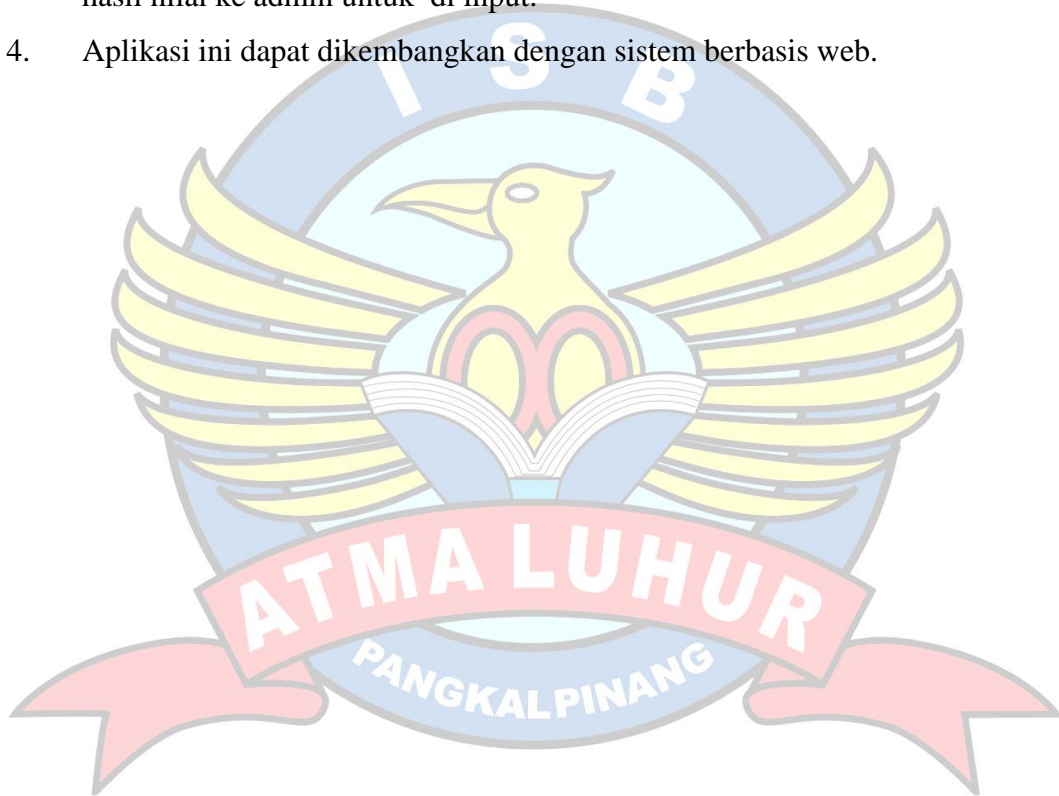 hasil nilai ke admin untuk  di input.
4. Aplikasi ini dapat dikembangkan dengan sistem berbasis web.
I S B
ATMA LUHUR
PANGKALPINANG